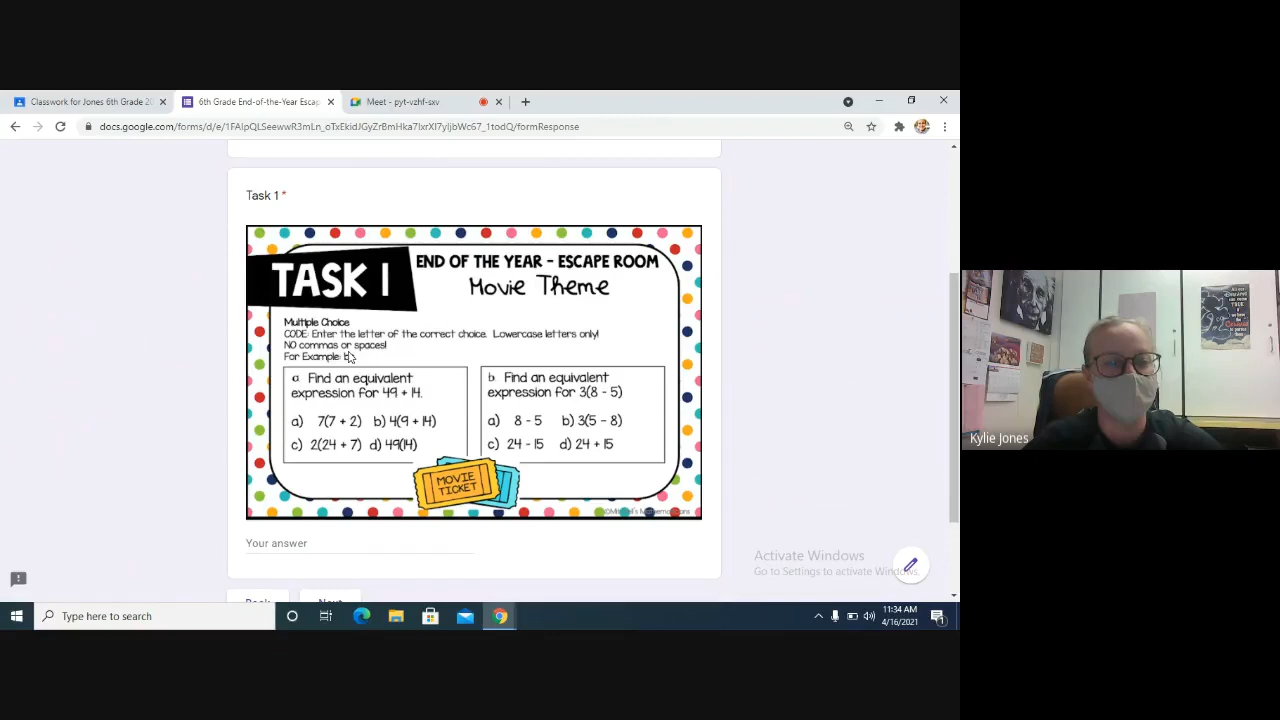 Classwork for Jones 6th Grade 20
6th Grade End-of-the-Year Escap
Meet - pyt-vzhf-sxv
docs.google.com/forms/d/e/1FAIpQLSeewwR3mLn_oTxEkidJGyZrBmHka7lxrXl7yljbWc67_1todQ/formResponse
Task 1 *
TASK 1
END OF THE YEAR - ESCAPE ROOM
Movie Theme
Multiple Choice
CODE: Enter the letter of the correct choice. Lowercase letters only!
NO commas or spaces!
For Example:
a. Find an equivalent
expression for 49 + 14.
a) 7(7 + 2) b) 4(9 + 14)
c) 2(24 + 7) d) 49(14)
b. Find an equivalent
expression for 3(8 - 5)
a) 8 - 5 b) 3(5 - 8)
c) 24 - 15 d) 24 + 15
MOVIE
TICKET
Your answer
Back Next
Activate Windows
Go to Settings to activate Windows.
Type here to search
11:34 AM
4/16/2021
1
Kylie Jones